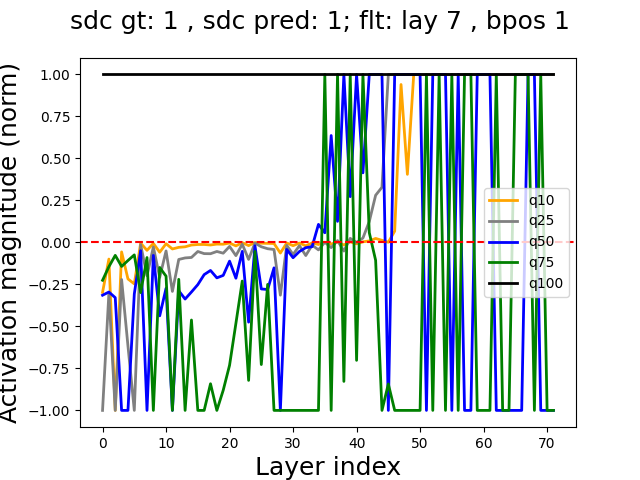 sdc gt: 1 , sdc pred: 1; flt: lay 7 , bpos 1
Activation magnitude (norm)
1.00
0.75
0.50
0.25
0.00
−0.25
−0.50
−0.75
−1.00
q10
q25
q50
q75
q100
0 10 20 30 40 50 60 70
Layer index